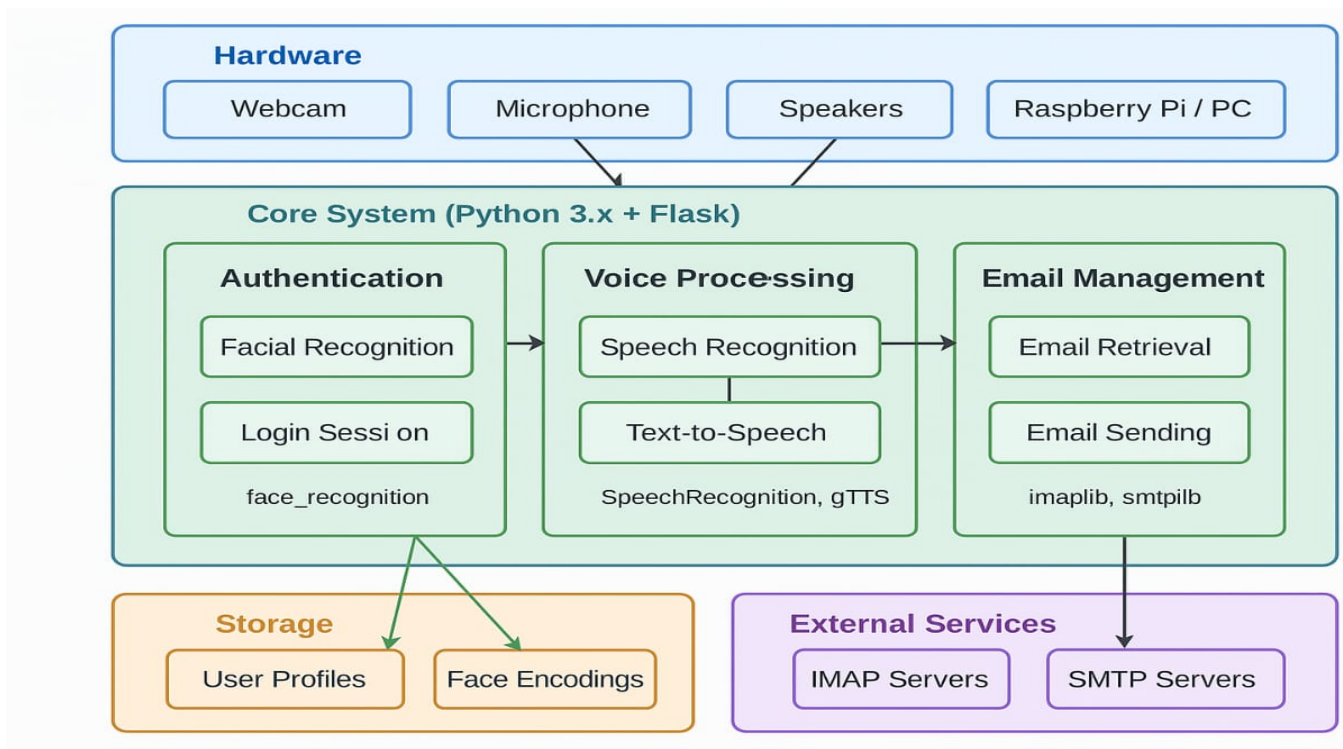 Hardware
Webcam
Microphone
Speakers
Raspberry Pi / PC
Core System (Python 3.x + Flask)
Authentication
Voice Processing
Email Management
Facial Recognition
Speech Recognition
Email Retrieval
Login Sessi on
Text-to-Speech
Email Sending
face_recognition
SpeechRecognition, gTTS
imaplib, smtpilb
Storage
External Services
User Profiles
Face Encodings
IMAP Servers
SMTP Servers